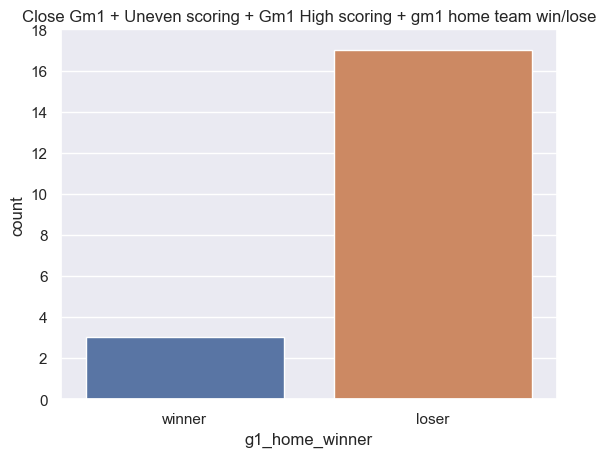 Close Gm1 + Uneven scoring + Gm1 High scoring + gm1 home team win/lose
18
16
14
12
10
8
6
4
2
0
count
winner loser
g1_home_winner